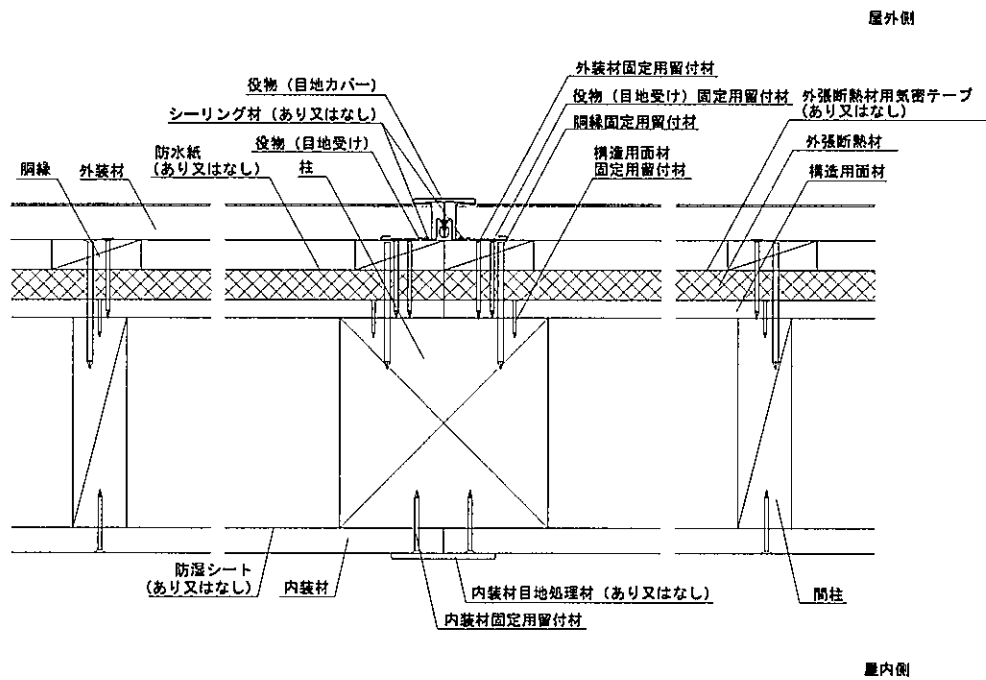 屋外側
役物（目地カバー）
シーリング材（あり又はなし）
役物（目地受け）
防水紙
（あり又はなし）
柱
胴縁
外装材
外装材固定用留付材
役物（目地受け）固定用留付材
胴縁固定用留付材
構造用面材
固定用留付材
外張断熱材用気密テープ
（あり又はなし）
外張断熱材
構造用面材
防湿シート
（あり又はなし）
内装材
内装材目地処理材（あり又はなし）
内装材固定用留付材
間柱
屋内側